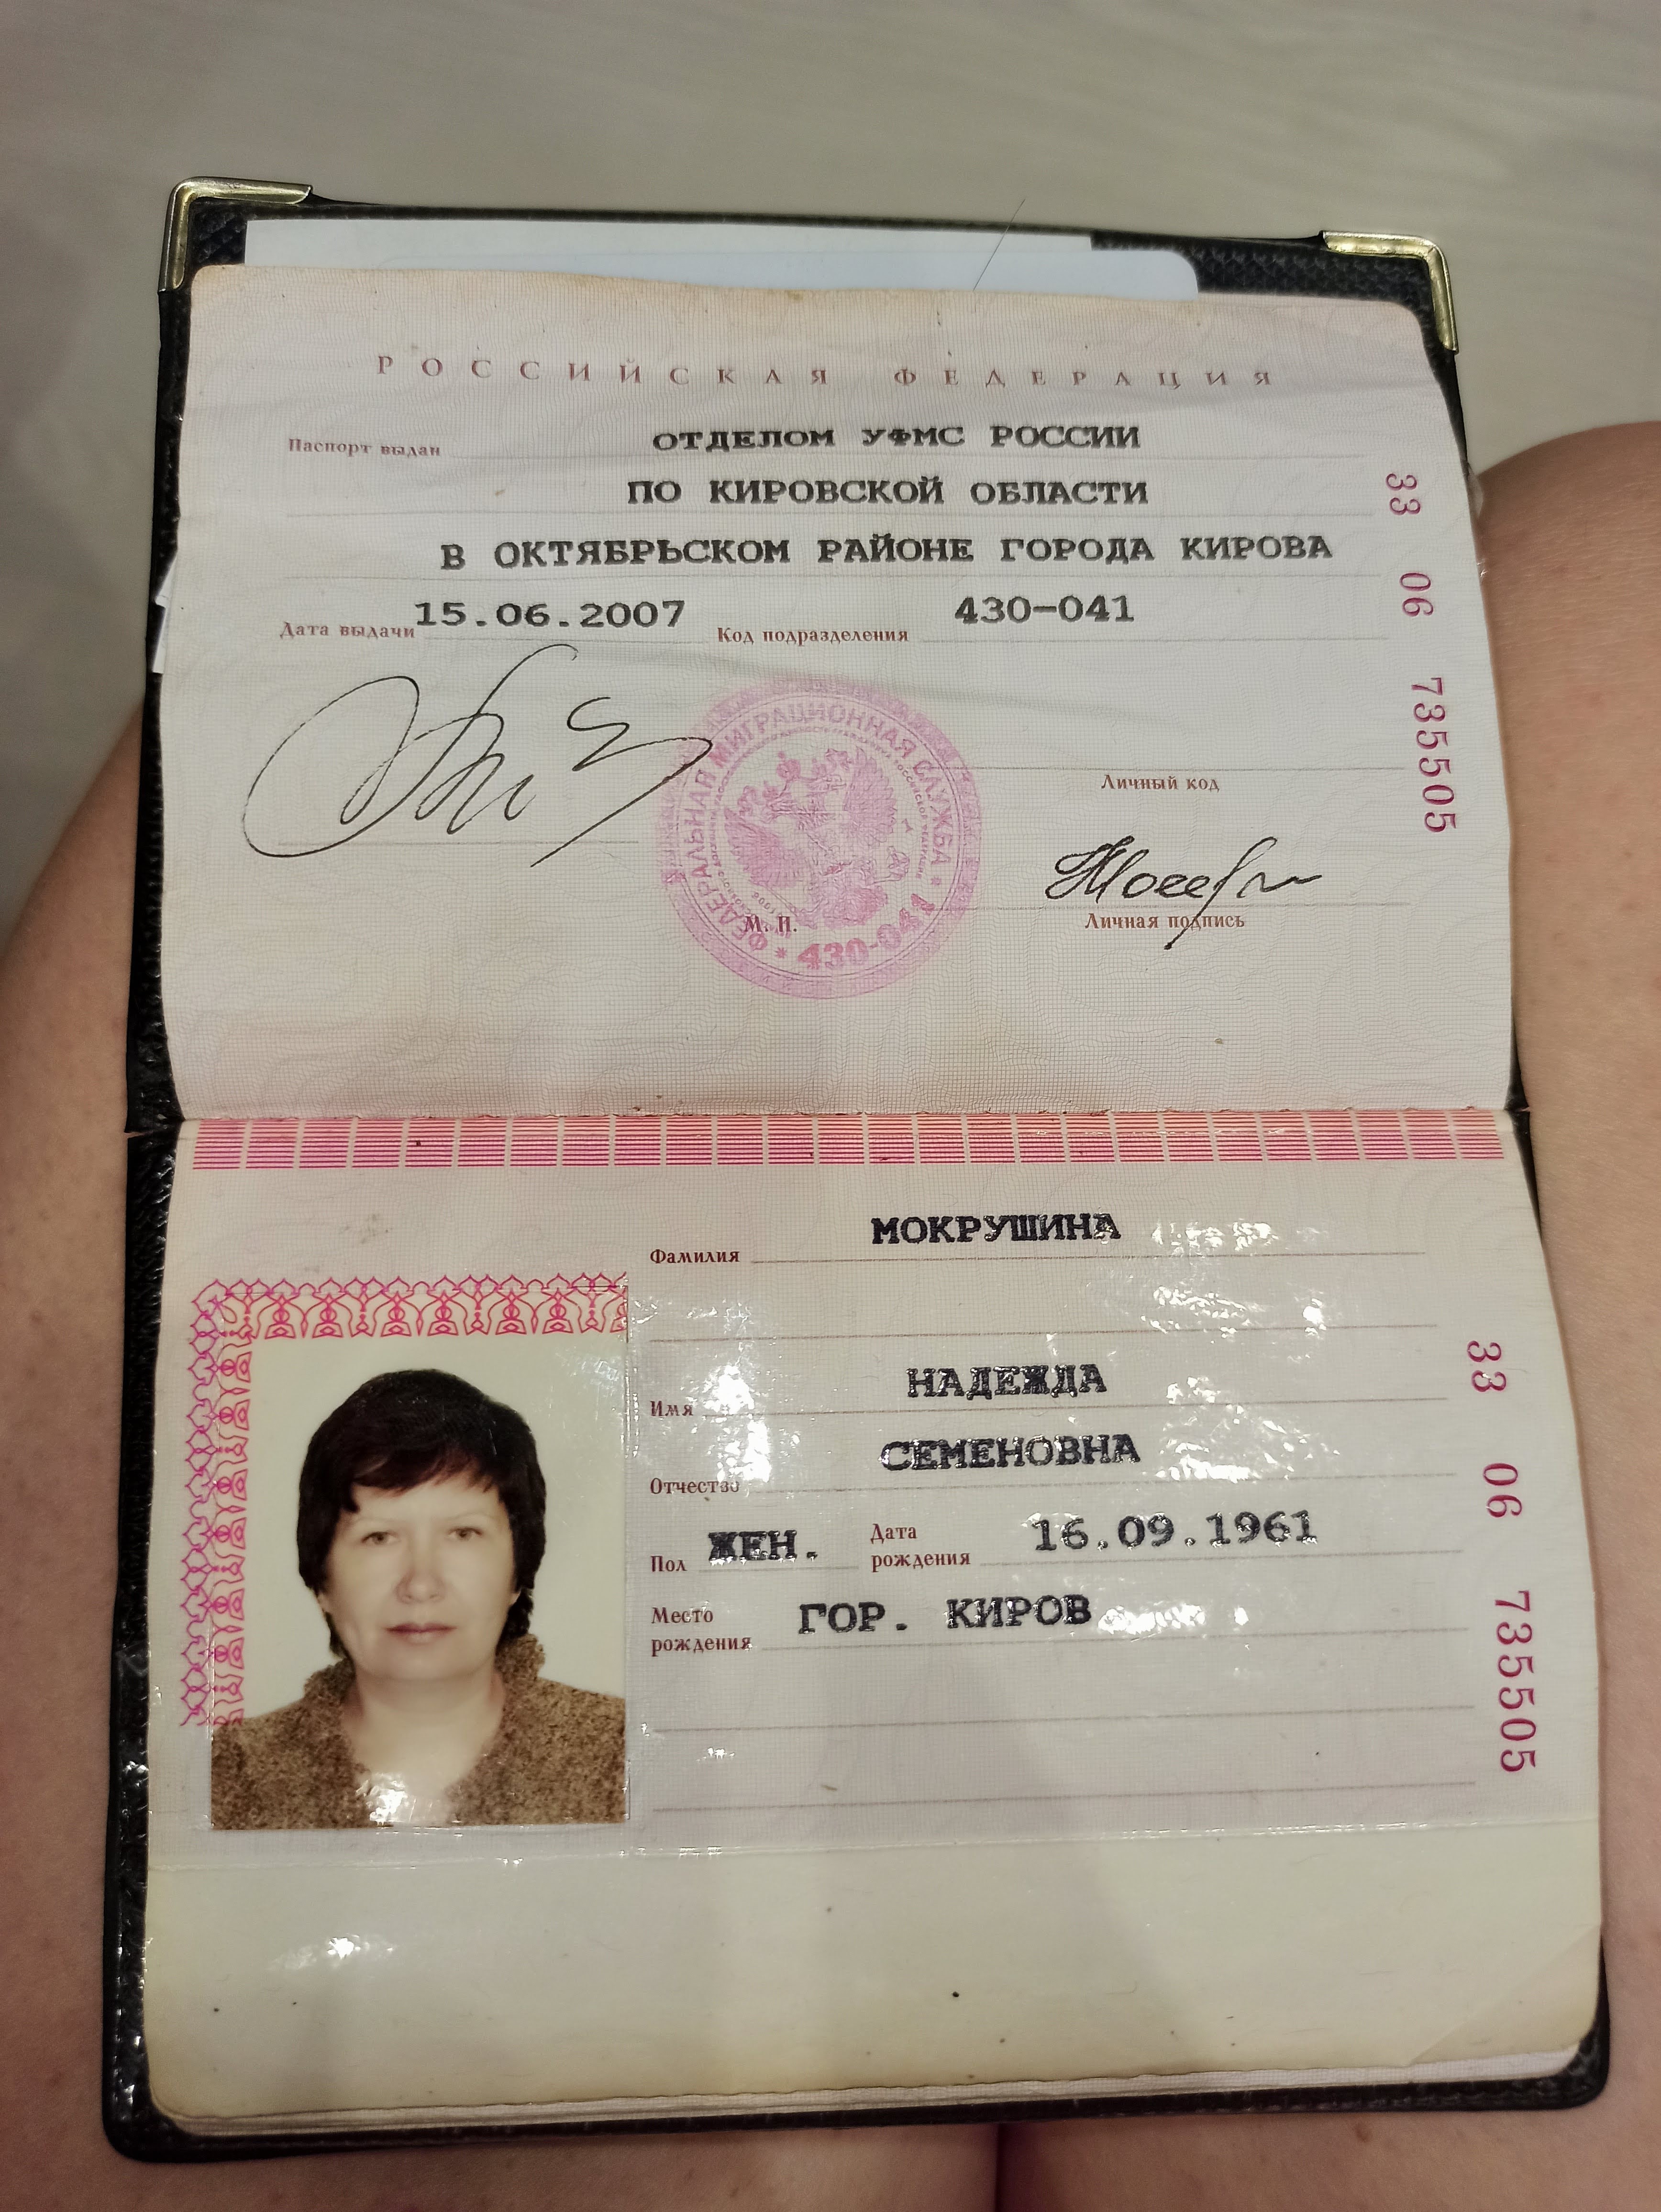 РОССИЙСКАЯ ФЕДЕРАЦИЯ
Паспорт выдан ОТДЕЛОМ УФМС РОССИИ
ПО КИРОВСКОЙ ОБЛАСТИ
В ОКТЯБРЬСКОМ РАЙОНЕ ГОРОДА КИРОВА
Дата выдачи 15.06.2007 Код подразделения 430-041
33 06 735505
ФЕДЕРАЛЬНАЯ МИГРАЦИОННАЯ СЛУЖБА * 430-041 *
Личный код
М. П.
Личная подпись
Фамилия МОКРУШИНА
Имя НАДЕЖДА
Отчество СЕМЕНОВНА
Пол ЖЕН. Дата рождения 16.09.1961
Место рождения ГОР. КИРОВ
33 06 735505